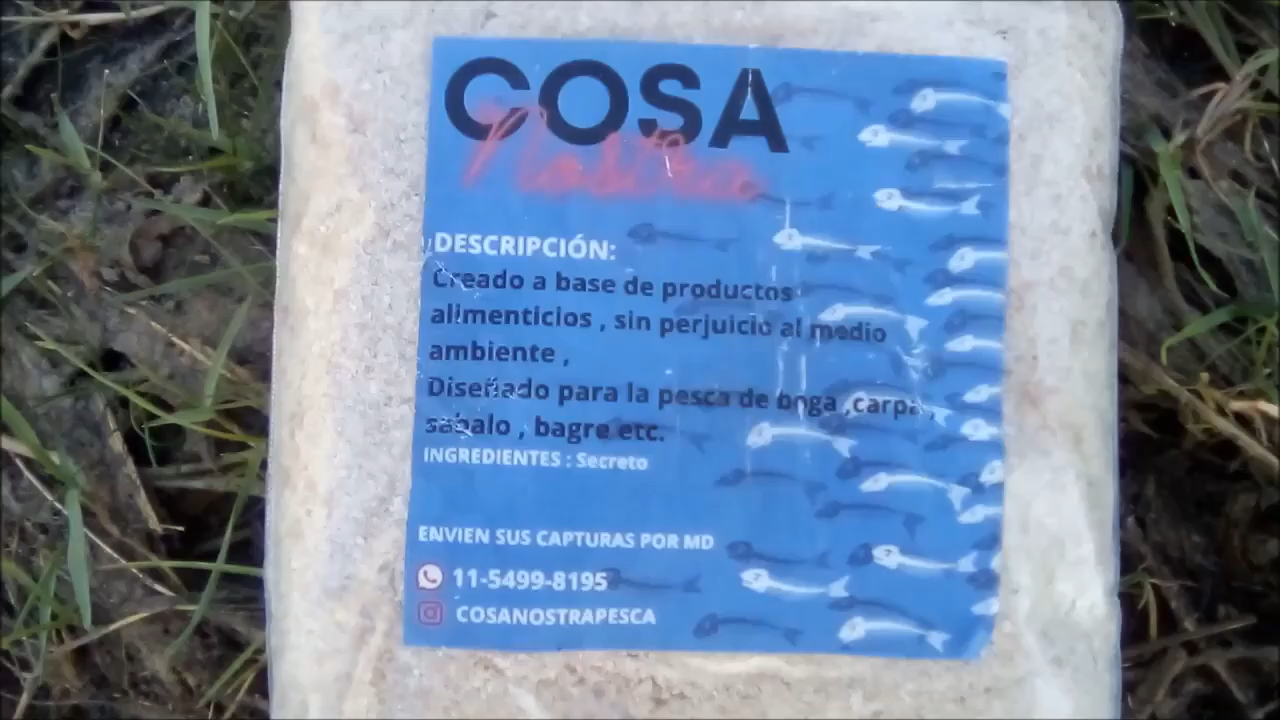 COSA
Nostra
DESCRIPCIÓN:
Creado a base de productos
alimenticios , sin perjuicio al medio
ambiente ,
Diseñado para la pesca de boga ,carpa ,
sabalo , bagre etc.
INGREDIENTES : Secreto
ENVIEN SUS CAPTURAS POR MD
11-5499-8195
COSANOSTRAPESCA